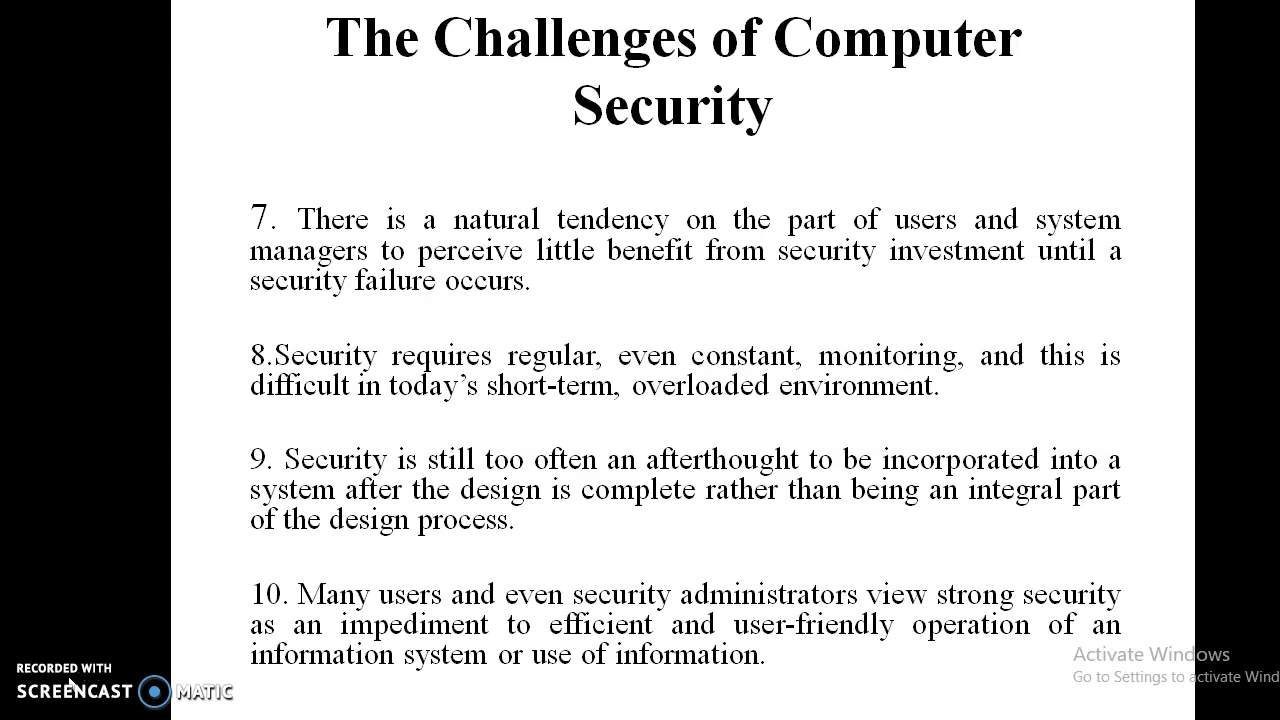 The Challenges of Computer
Security
7. There is a natural tendency on the part of users and system
managers to perceive little benefit from security investment until a
security failure occurs.
8.Security requires regular, even constant, monitoring, and this is
difficult in today’s short-term, overloaded environment.
9. Security is still too often an afterthought to be incorporated into a
system after the design is complete rather than being an integral part
of the design process.
10. Many users and even security administrators view strong security
as an impediment to efficient and user-friendly operation of an
information system or use of information.
Activate Windows
Go to Settings to activate Wind
RECORDED WITH
SCREENCAST MATIC